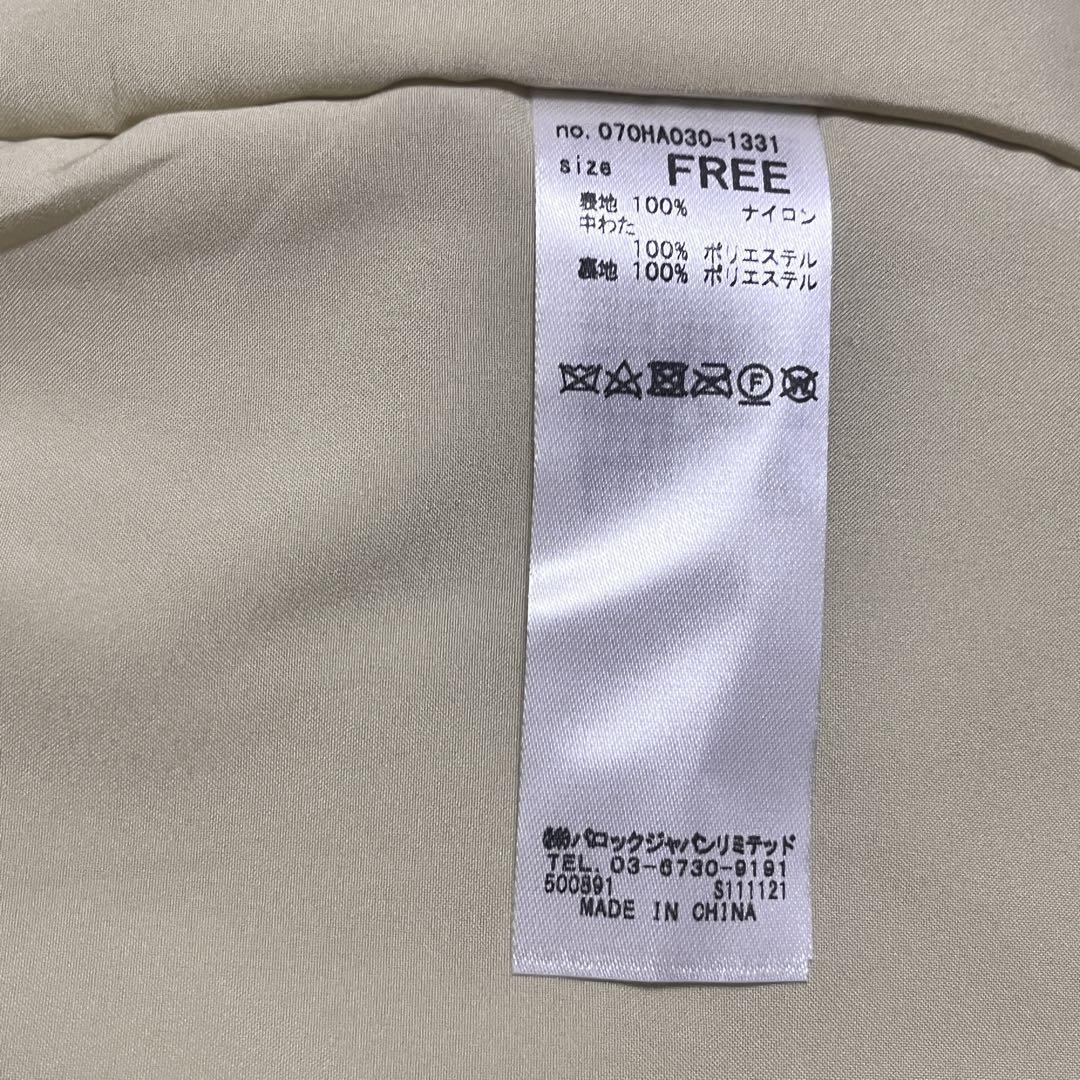 no. 070HA030-1331
size FREE
表地 100% ナイロン
中わた
100% ポリエステル
裏地 100% ポリエステル
F W
㈱バロックジャパンリミテッド
TEL. 03-6730-9191
500891 S111121
MADE IN CHINA